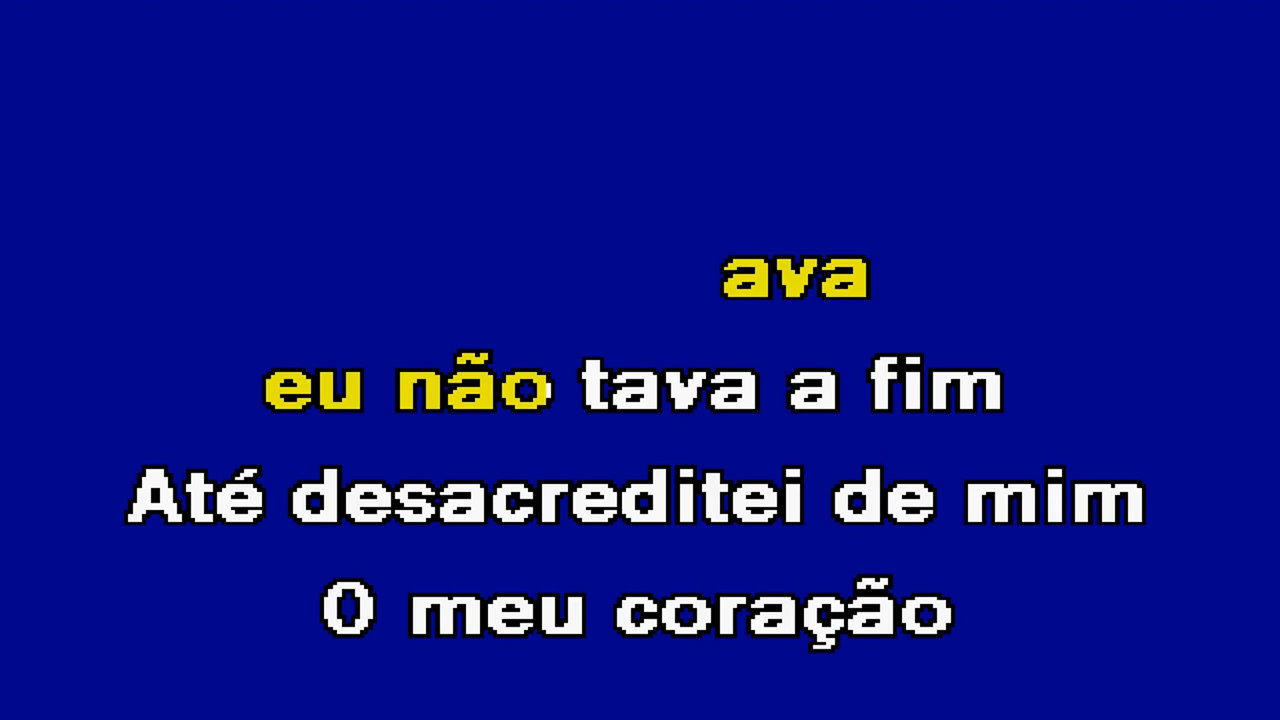 ava
eu não tava a fim
Até desacreditei de mim
O meu coração